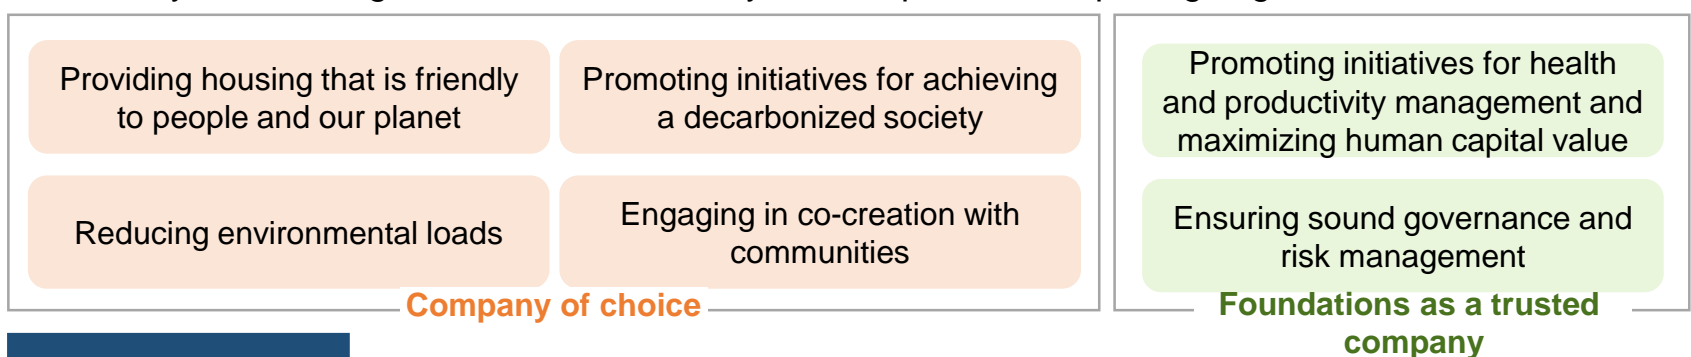 Providing housing that is friendly
to people and our planet
Promoting initiatives for achieving
a decarbonized society
Reducing environmental loads
Engaging in co-creation with
communities
Company of choice
Promoting initiatives for health
and productivity management and
maximizing human capital value
Ensuring sound governance and
risk management
Foundations as a trusted
company